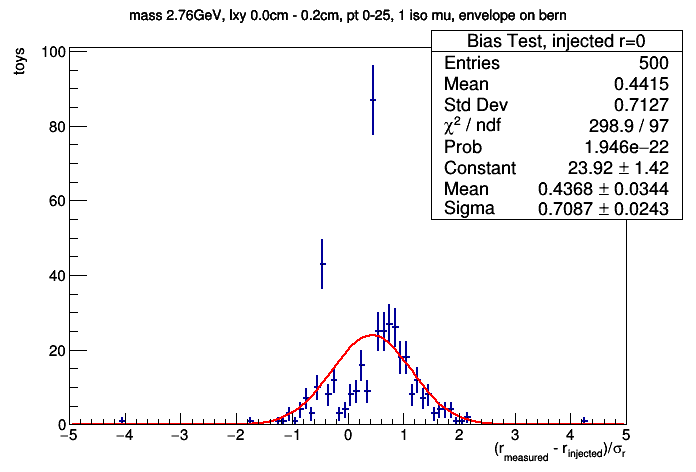 mass 2.76GeV, lxy 0.0cm - 0.2cm, pt 0-25, 1 iso mu, envelope on bern
toys
Bias Test, injected r=0
Entries 500
Mean 0.4415
Std Dev 0.7127
χ² / ndf 298.9 / 97
Prob 1.946e−22
Constant 23.92 ± 1.42
Mean 0.4368 ± 0.0344
Sigma 0.7087 ± 0.0243
100
80
60
40
20
0
−5 −4 −3 −2 −1 0 1 2 3 4 5
(r_measured - r_injected)/σ_r